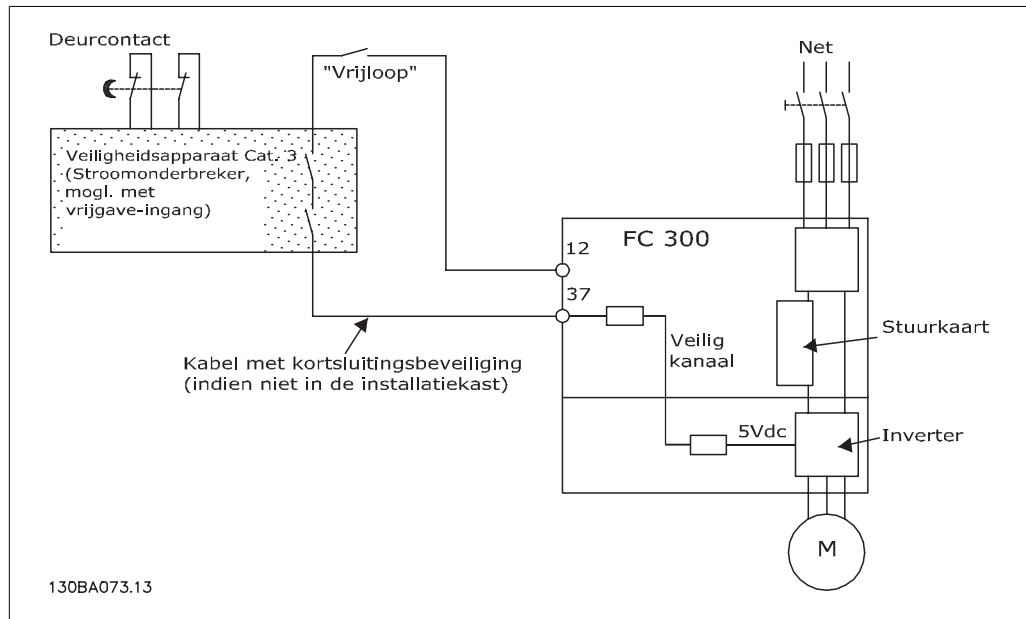 Deurcontact
"Vrijloop"
Net
Veiligheidsapparaat Cat. 3
(Stroomonderbreker,
mogl. met
vrijgave-ingang)
12
FC 300
37
Veilig
kanaal
Stuurkaart
Kabel met kortsluitingsbeveiliging
(indien niet in de installatiekast)
5Vdc
Inverter
M
130BA073.13